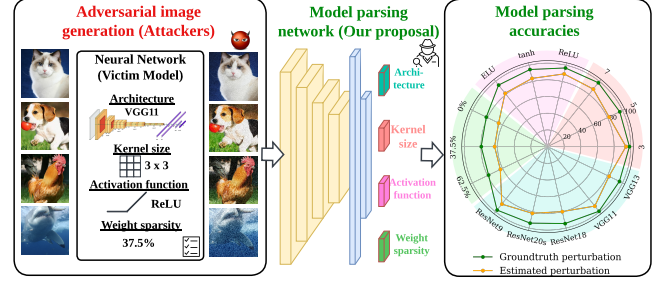 Adversarial image
generation (Attackers)
Neural Network
(Victim Model)
Architecture
VGG11
Kernel size
3 x 3
Activation function
ReLU
Weight sparsity
37.5%
Model parsing
network (Our proposal)
Archi-
tecture
Kernel
size
Activation
function
Weight
sparsity
Model parsing
accuracies
3
5
7
ReLU
tanh
ELU
0%
37.5%
62.5%
ResNet9
ResNet20s
ResNet18
VGG11
VGG13
20
40
60
80
100
Groundtruth perturbation
Estimated perturbation